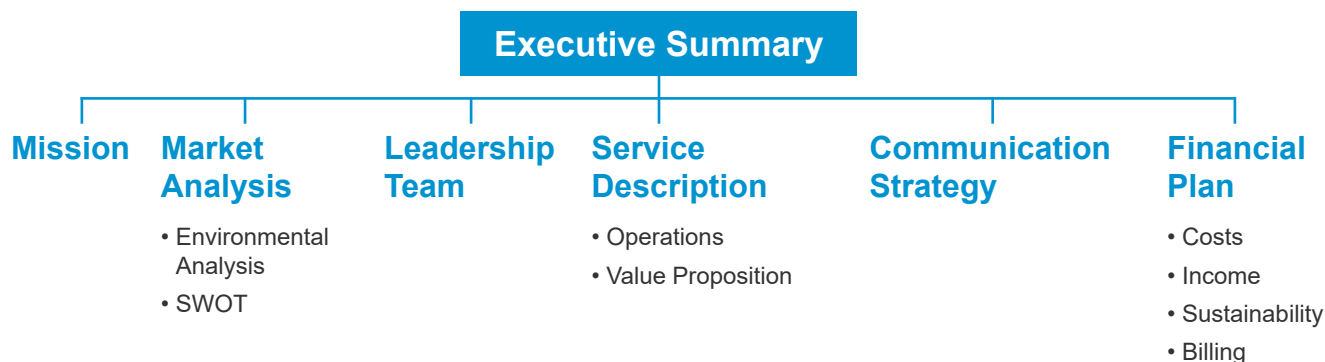 Executive Summary
Mission
Market
Analysis
• Environmental
Analysis
• SWOT
Leadership
Team
Service
Description
• Operations
• Value Proposition
Communication
Strategy
Financial
Plan
• Costs
• Income
• Sustainability
• Billing